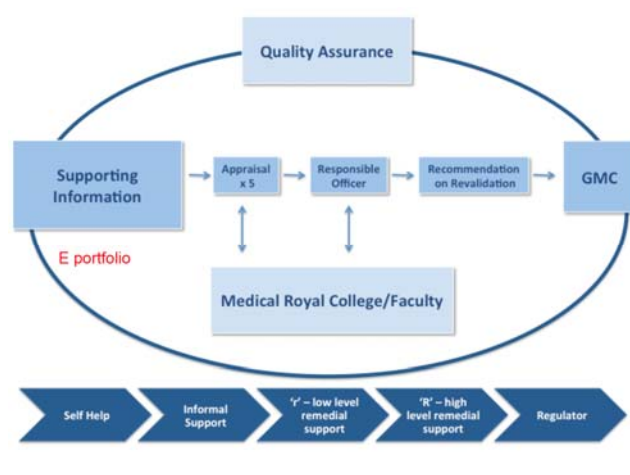 Quality Assurance
Supporting
Information
Appraisal
x 5
Responsible
Officer
Recommendation
on Revalidation
GMC
E portfolio
Medical Royal College/Faculty
Self Help
Informal
Support
‘r’ – low level
remedial
support
‘R’ – high
level remedial
support
Regulator